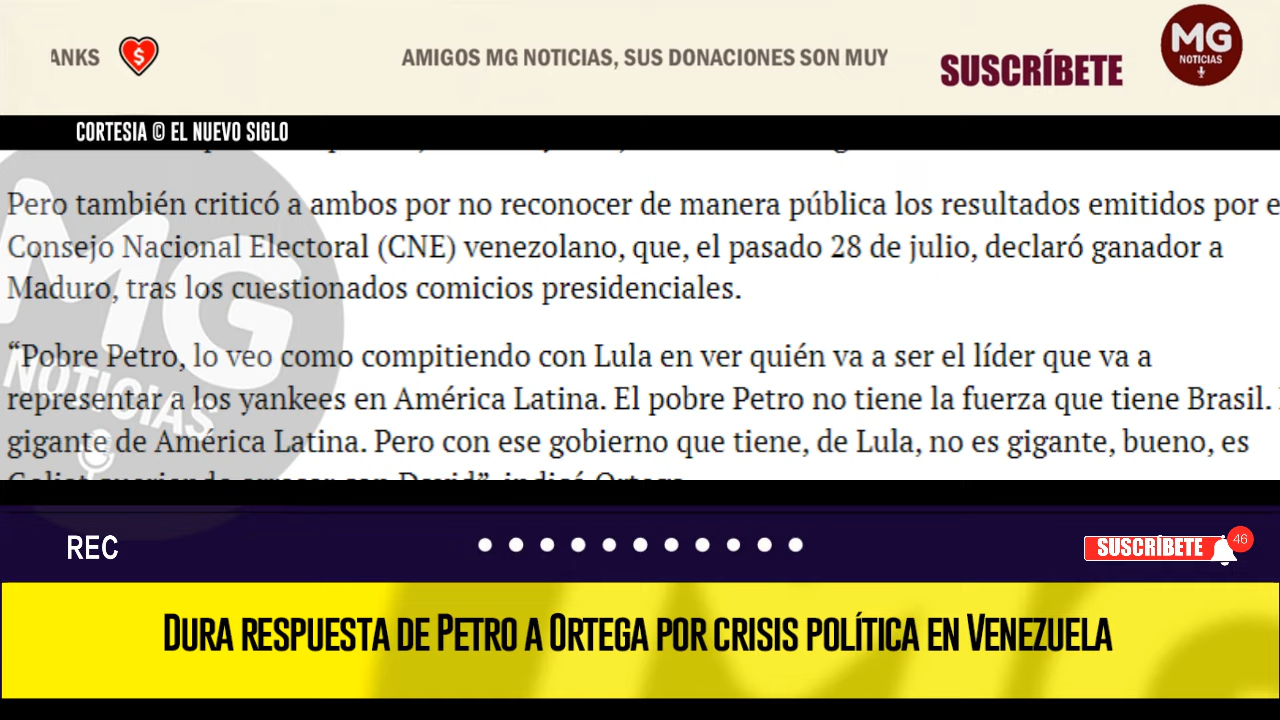 ANKS
AMIGOS MG NOTICIAS, SUS DONACIONES SON MUY
SUSCRÍBETE
MG
NOTICIAS
CORTESIA © EL NUEVO SIGLO
Pero también criticó a ambos por no reconocer de manera pública los resultados emitidos por e
Consejo Nacional Electoral (CNE) venezolano, que, el pasado 28 de julio, declaró ganador a
Maduro, tras los cuestionados comicios presidenciales.
“Pobre Petro, lo veo como compitiendo con Lula en ver quién va a ser el líder que va a
representar a los yankees en América Latina. El pobre Petro no tiene la fuerza que tiene Brasil.
gigante de América Latina. Pero con ese gobierno que tiene, de Lula, no es gigante, bueno, es
MG
NOTICIAS
REC
SUSCRÍBETE
46
DURA RESPUESTA DE PETRO A ORTEGA POR CRISIS POLÍTICA EN VENEZUELA